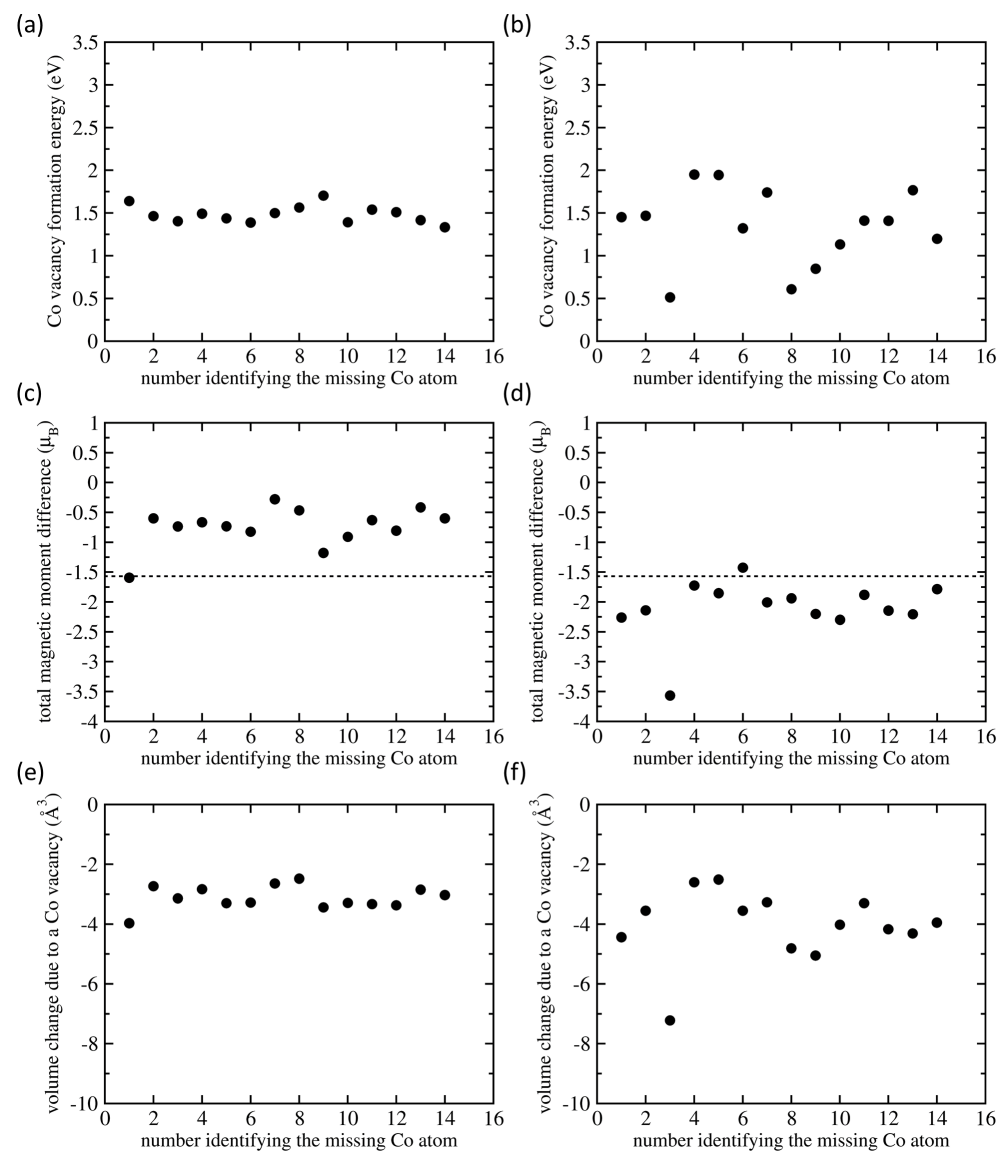 (a)
(b)
Co vacancy formation energy (eV)
3.5
3
2.5
2
1.5
1
0.5
0
0 2 4 6 8 10 12 14 16
number identifying the missing Co atom
Co vacancy formation energy (eV)
3.5
3
2.5
2
1.5
1
0.5
0
0 2 4 6 8 10 12 14 16
number identifying the missing Co atom
(c)
(d)
total magnetic moment difference (μB)
1
0.5
0
-0.5
-1
-1.5
-2
-2.5
-3
-3.5
-4
0 2 4 6 8 10 12 14 16
number identifying the missing Co atom
total magnetic moment difference (μB)
1
0.5
0
-0.5
-1
-1.5
-2
-2.5
-3
-3.5
-4
0 2 4 6 8 10 12 14 16
number identifying the missing Co atom
(e)
(f)
volume change due to a Co vacancy (Å³)
0
-2
-4
-6
-8
-10
0 2 4 6 8 10 12 14 16
number identifying the missing Co atom
volume change due to a Co vacancy (Å³)
0
-2
-4
-6
-8
-10
0 2 4 6 8 10 12 14 16
number identifying the missing Co atom